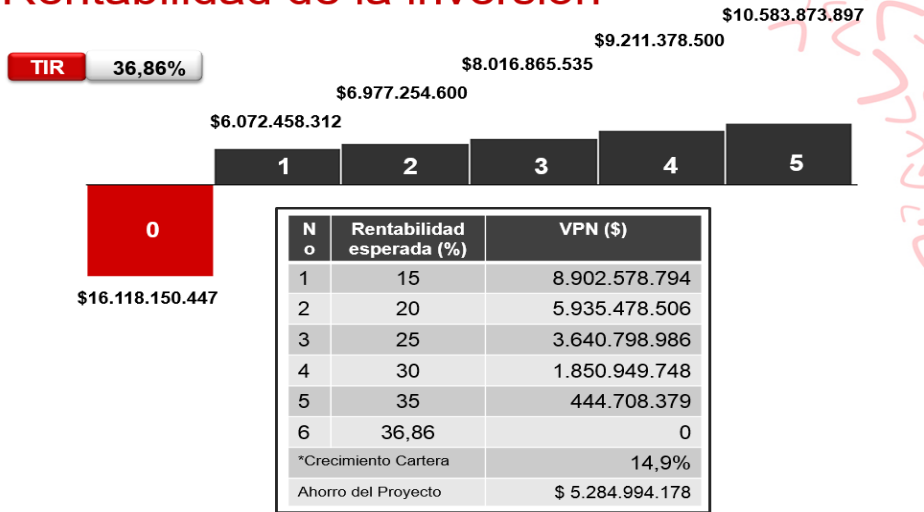 Rentabilidad de la inversión
$10.583.873.897
$9.211.378.500
TIR 36,86%
$8.016.865.535
$6.977.254.600
$6.072.458.312
1 2 3 4 5
0
$16.118.150.447
N
o
Rentabilidad
esperada (%)
VPN ($)
1 15 8.902.578.794
2 20 5.935.478.506
3 25 3.640.798.986
4 30 1.850.949.748
5 35 444.708.379
6 36,86 0
*Crecimiento Cartera 14,9%
Ahorro del Proyecto $ 5.284.994.178